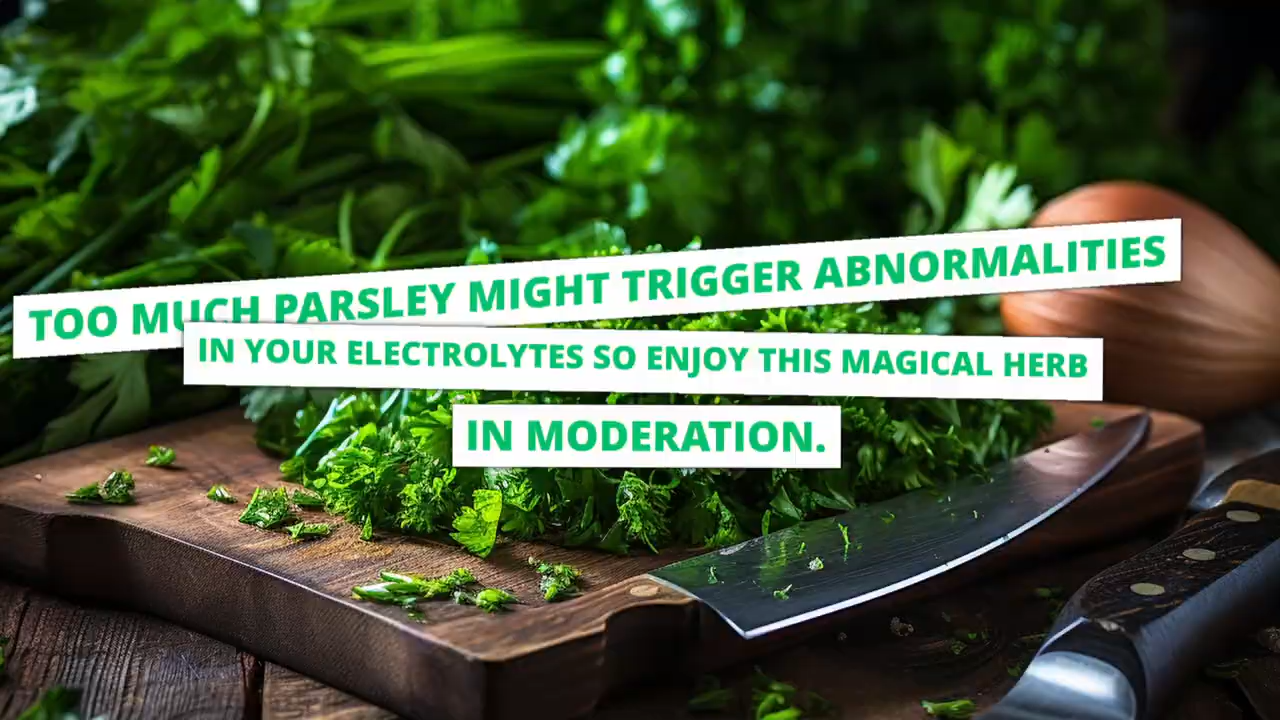 TOO MUCH PARSLEY MIGHT TRIGGER ABNORMALITIES
IN YOUR ELECTROLYTES SO ENJOY THIS MAGICAL HERB
IN MODERATION.